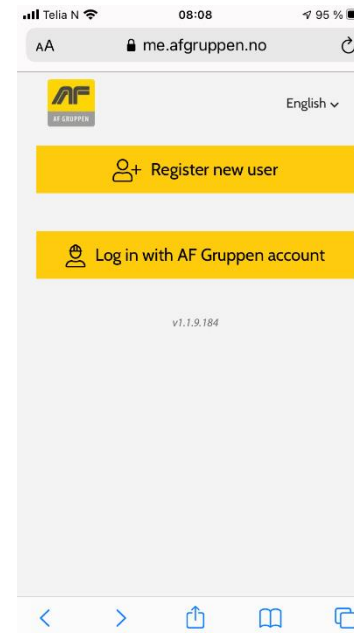 Telia N 08:08 95 %
AA me.afgruppen.no
AF GRUPPEN
English
Register new user
Log in with AF Gruppen account
v1.1.9.184